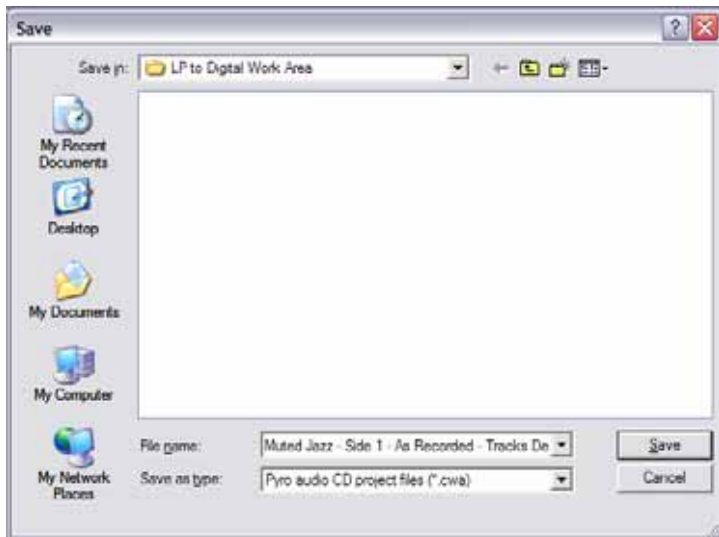 Save
Save in:
LP to Digital Work Area
My Recent
Documents
Desktop
My Documents
My Computer
My Network
Places
File name:
Muted Jazz - Side 1 - As Recorded - Tracks De
Save
Save as type:
Pyro audio CD project files (*.cwa)
Cancel